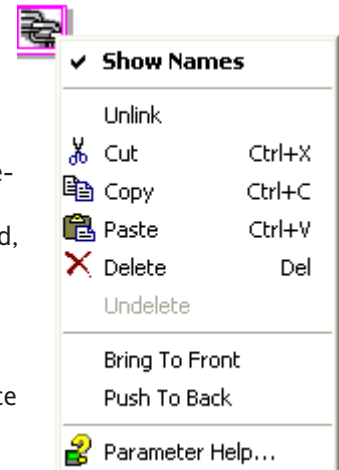 Show Names
Unlink
e-
Cut Ctrl+X
Copy Ctrl+C
d,
Paste Ctrl+V
Delete Del
Undelete
Bring To Front
ce
Push To Back
Parameter Help...